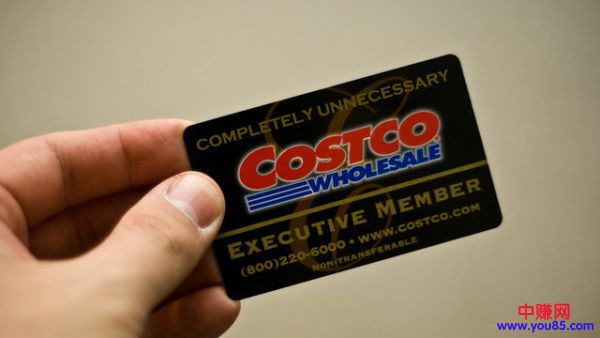 COMPLETELY UNNECESSARY
COSTCO
WHOLESALE
EXECUTIVE MEMBER
(800)220-6000 • WWW.COSTCO.COM
NON-TRANSFERABLE
中赚网
www.you85.com